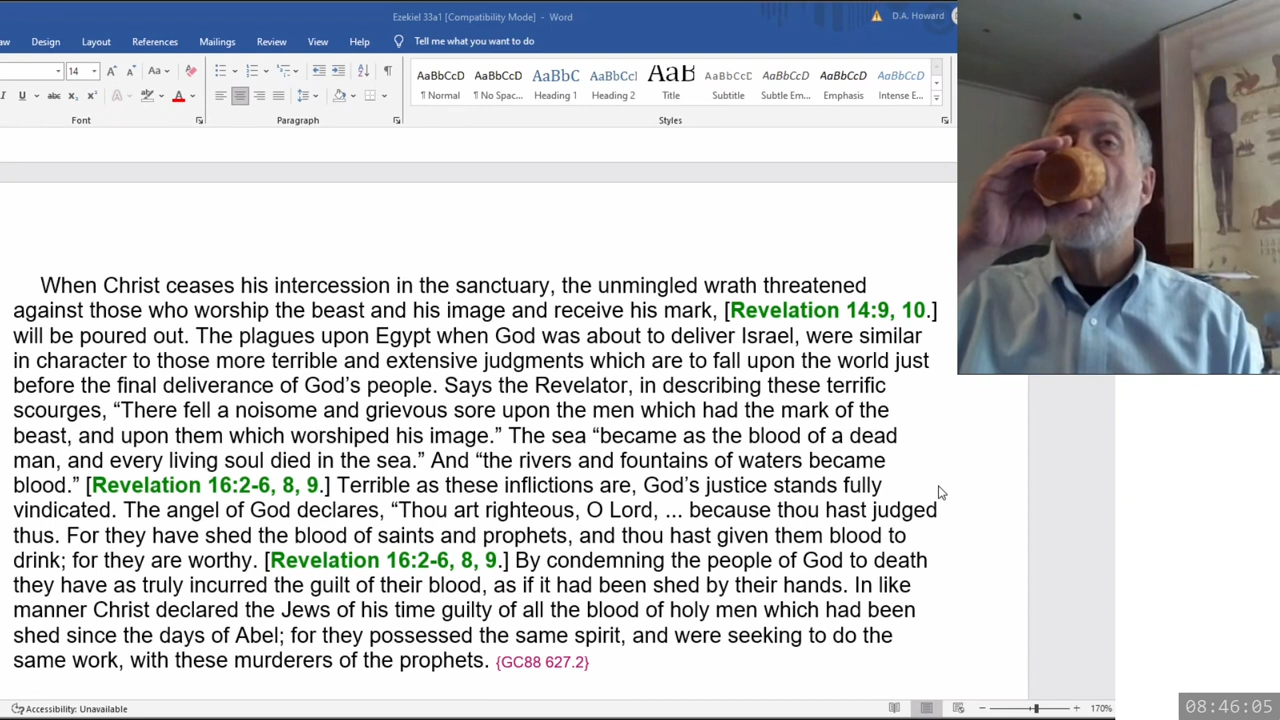 Ezekiel 33a1 [Compatibility Mode] - Word
D.A. Howard
Design Layout References Mailings Review View Help Tell me what you want to do
14 Aa
AaBbCcD AaBbCcD AaBbC AaBbCcl AaB AaBbCcD AaBbCcD AaBbCcD AaBbCcD
U abc x₂ x² A ab A
¶ Normal ¶ No Spac... Heading 1 Heading 2 Title Subtitle Subtle Em... Emphasis Intense E...
Font Paragraph Styles
When Christ ceases his intercession in the sanctuary, the unmingled wrath threatened
against those who worship the beast and his image and receive his mark, [Revelation 14:9, 10.]
will be poured out. The plagues upon Egypt when God was about to deliver Israel, were similar
in character to those more terrible and extensive judgments which are to fall upon the world just
before the final deliverance of God's people. Says the Revelator, in describing these terrific
scourges, “There fell a noisome and grievous sore upon the men which had the mark of the
beast, and upon them which worshiped his image.” The sea “became as the blood of a dead
man, and every living soul died in the sea.” And “the rivers and fountains of waters became
blood.” [Revelation 16:2-6, 8, 9.] Terrible as these inflictions are, God's justice stands fully
vindicated. The angel of God declares, “Thou art righteous, O Lord, ... because thou hast judged
thus. For they have shed the blood of saints and prophets, and thou hast given them blood to
drink; for they are worthy. [Revelation 16:2-6, 8, 9.] By condemning the people of God to death
they have as truly incurred the guilt of their blood, as if it had been shed by their hands. In like
manner Christ declared the Jews of his time guilty of all the blood of holy men which had been
shed since the days of Abel; for they possessed the same spirit, and were seeking to do the
same work, with these murderers of the prophets. {GC88 627.2}
Accessibility: Unavailable
170%
08:46:05